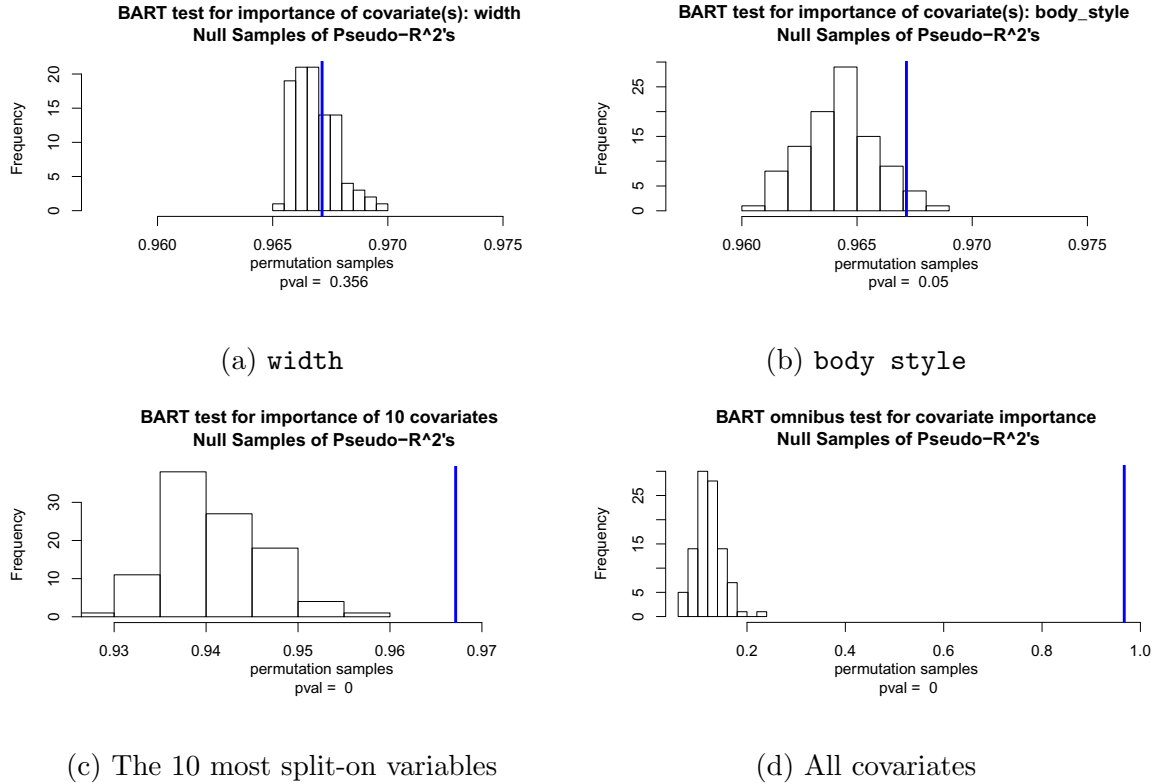 BART test for importance of covariate(s): width
Null Samples of Pseudo−R^2's
Frequency
20
15
10
5
0
0.960 0.965 0.970 0.975
permutation samples
pval = 0.356
(a) width
BART test for importance of covariate(s): body_style
Null Samples of Pseudo−R^2's
Frequency
25
15
5
0
0.960 0.965 0.970 0.975
permutation samples
pval = 0.05
(b) body style
BART test for importance of 10 covariates
Null Samples of Pseudo−R^2's
Frequency
30
20
10
0
0.93 0.94 0.95 0.96 0.97
permutation samples
pval = 0
(c) The 10 most split-on variables
BART omnibus test for covariate importance
Null Samples of Pseudo−R^2's
Frequency
25
15
5
0
0.2 0.4 0.6 0.8 1.0
permutation samples
pval = 0
(d) All covariates